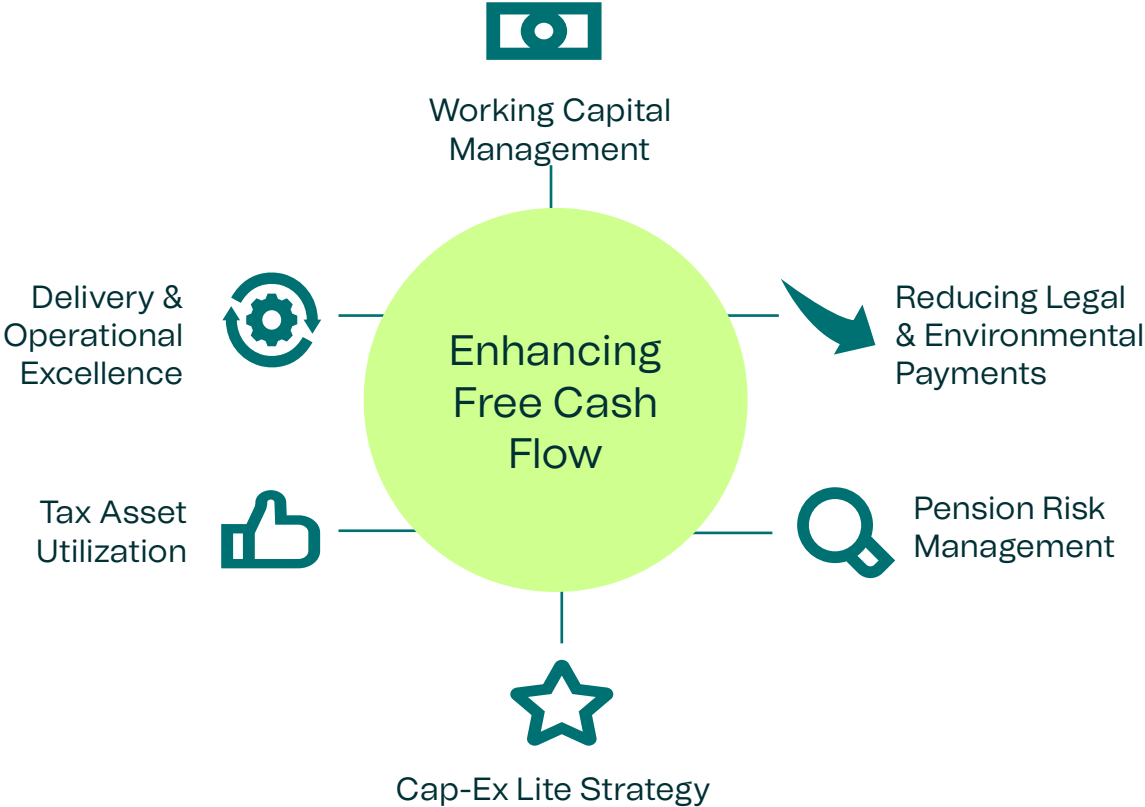 Working Capital
Management
Delivery &
Operational
Excellence
Enhancing
Free Cash
Flow
Reducing Legal
& Environmental
Payments
Tax Asset
Utilization
Pension Risk
Management
Cap-Ex Lite Strategy